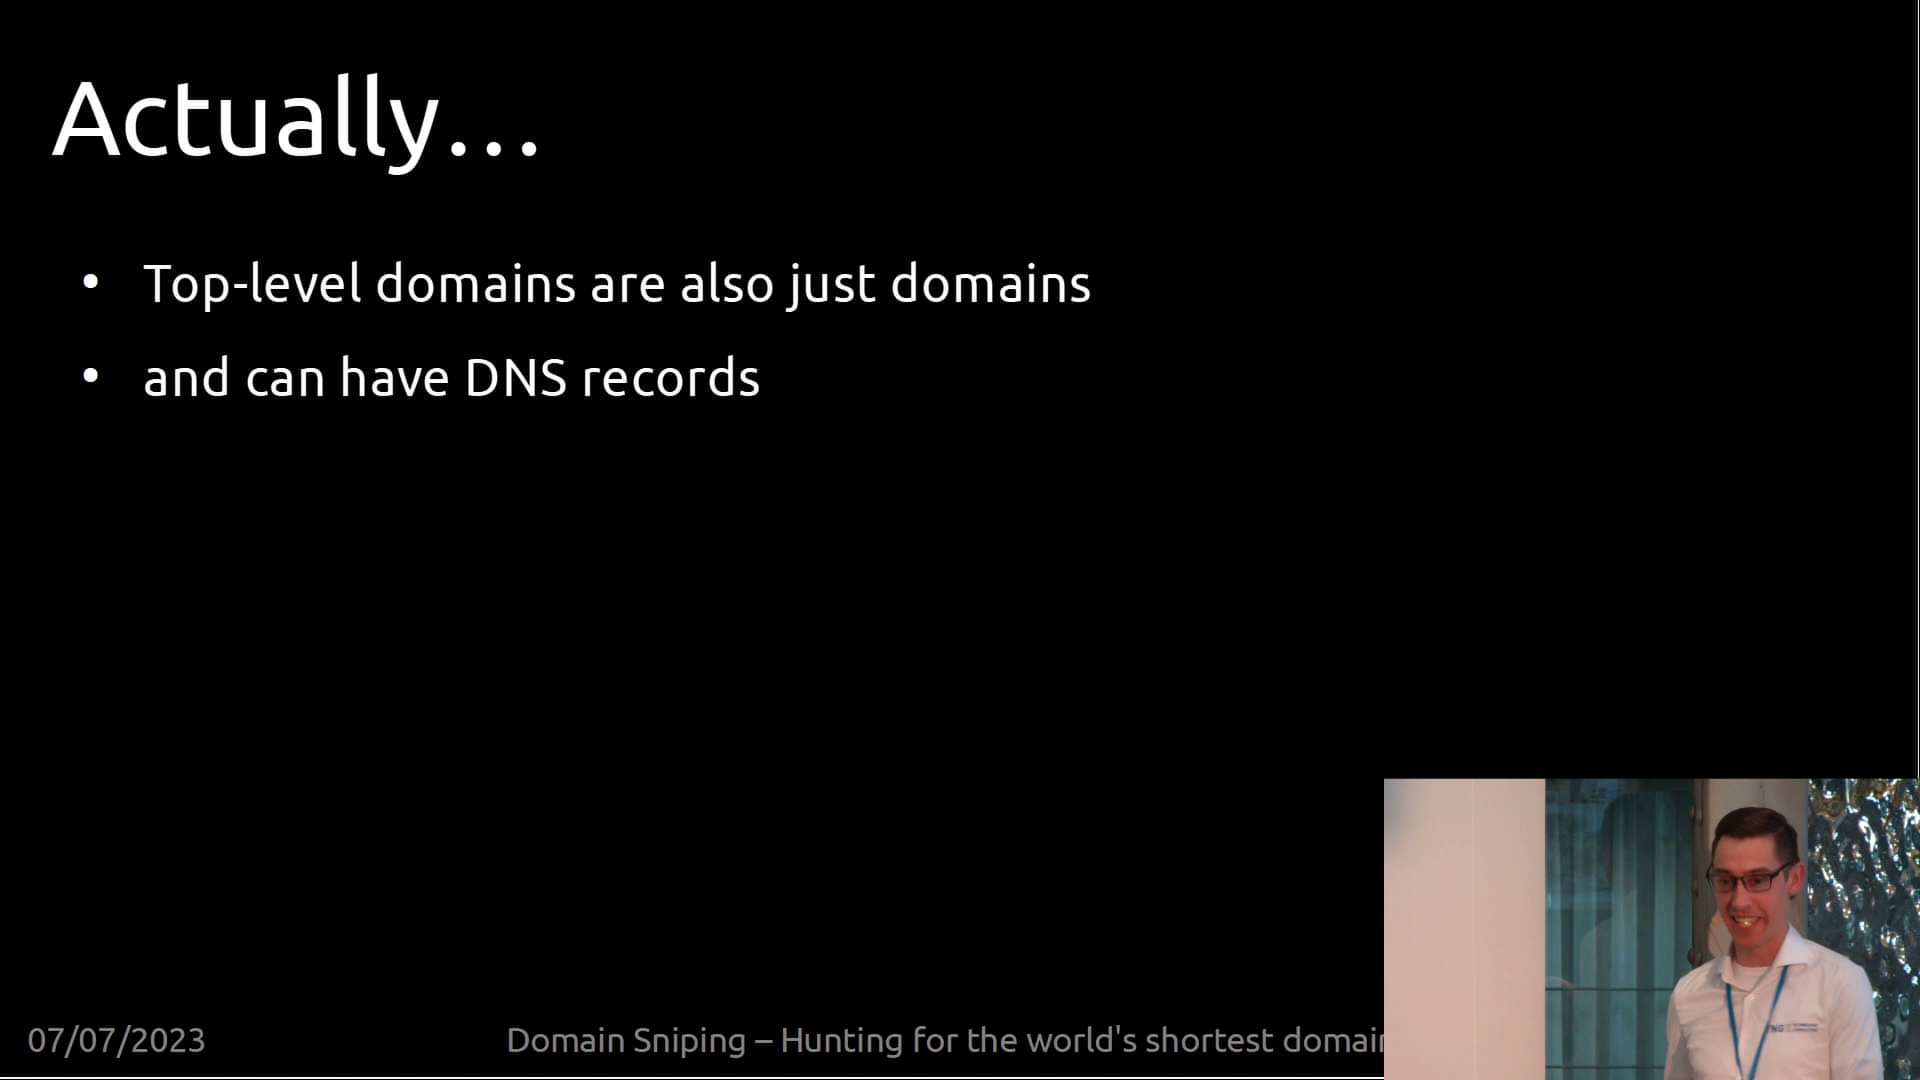 Actually…
• Top-level domains are also just domains
• and can have DNS records
07/07/2023
Domain Sniping – Hunting for the world's shortest domain
TNG